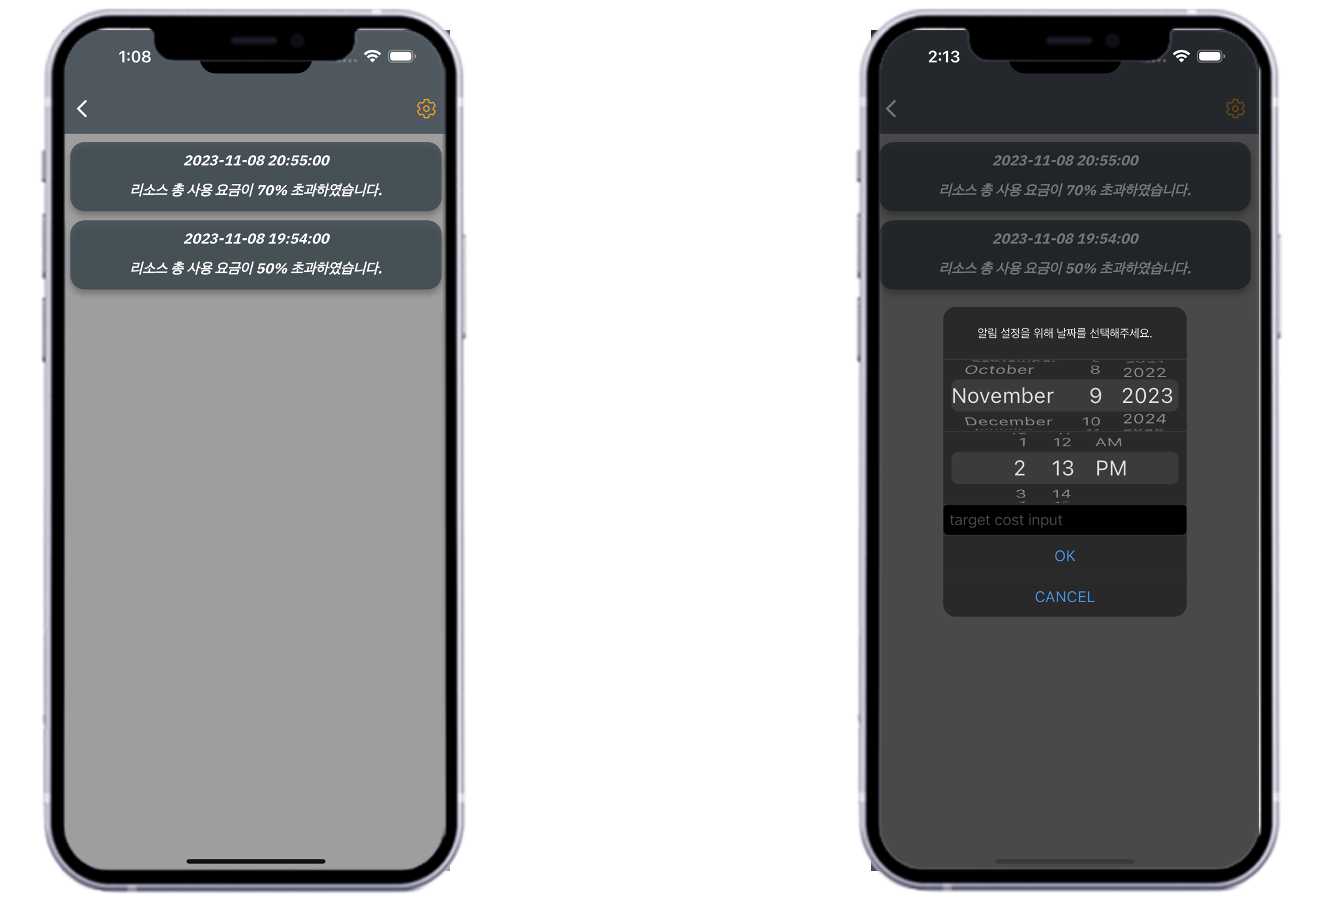 1:08
2023-11-08 20:55:00
리소스 총 사용 요금이 70% 초과하였습니다.
2023-11-08 19:54:00
리소스 총 사용 요금이 50% 초과하였습니다.
2:13
2023-11-08 20:55:00
리소스 총 사용 요금이 70% 초과하였습니다.
2023-11-08 19:54:00
리소스 총 사용 요금이 50% 초과하였습니다.
알림 설정을 위해 날짜를 선택해주세요.
October 8 2022
November 9 2023
December 10 2024
1 12 AM
2 13 PM
3 14
target cost input
OK
CANCEL